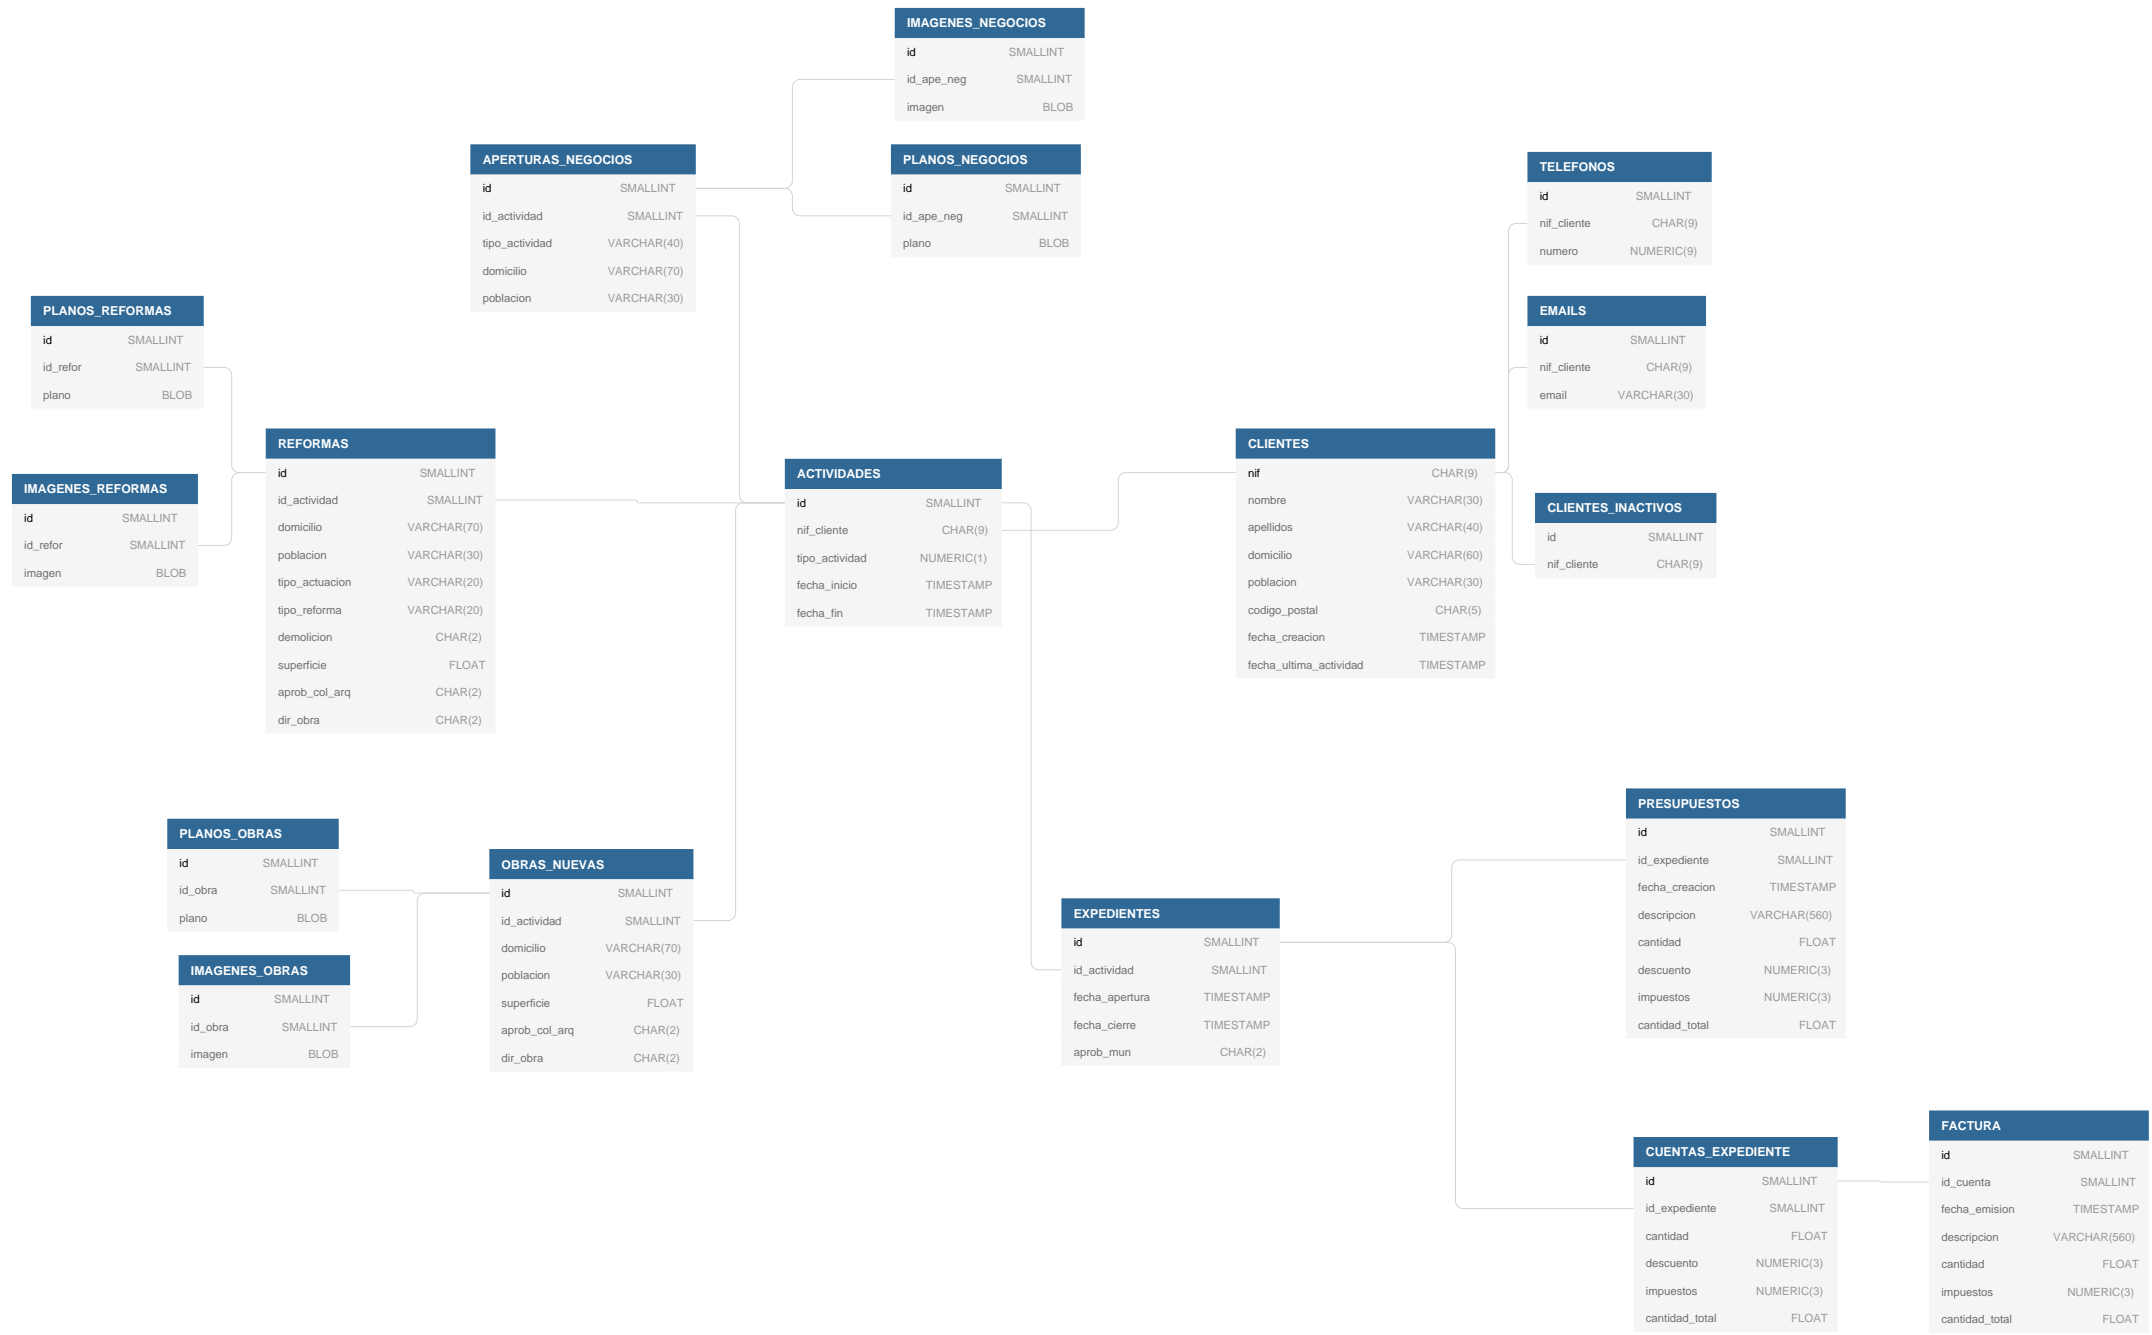 IMAGENES_NEGOCIOS
id SMALLINT
id_ape_neg SMALLINT
imagen BLOB
APERTURAS_NEGOCIOS
id SMALLINT
id_actividad SMALLINT
tipo_actividad VARCHAR(40)
domicilio VARCHAR(70)
poblacion VARCHAR(30)
PLANOS_NEGOCIOS
id SMALLINT
id_ape_neg SMALLINT
plano BLOB
TELEFONOS
id SMALLINT
nif_cliente CHAR(9)
numero NUMERIC(9)
PLANOS_REFORMAS
id SMALLINT
id_refor SMALLINT
plano BLOB
EMAILS
id SMALLINT
nif_cliente CHAR(9)
email VARCHAR(30)
REFORMAS
id SMALLINT
id_actividad SMALLINT
domicilio VARCHAR(70)
poblacion VARCHAR(30)
tipo_actuacion VARCHAR(20)
tipo_reforma VARCHAR(20)
demolicion CHAR(2)
superficie FLOAT
aprob_col_arq CHAR(2)
dir_obra CHAR(2)
IMAGENES_REFORMAS
id SMALLINT
id_refor SMALLINT
imagen BLOB
ACTIVIDADES
id SMALLINT
nif_cliente CHAR(9)
tipo_actividad NUMERIC(1)
fecha_inicio TIMESTAMP
fecha_fin TIMESTAMP
CLIENTES
nif CHAR(9)
nombre VARCHAR(30)
apellidos VARCHAR(40)
domicilio VARCHAR(60)
poblacion VARCHAR(30)
codigo_postal CHAR(5)
fecha_creacion TIMESTAMP
fecha_ultima_actividad TIMESTAMP
CLIENTES_INACTIVOS
id SMALLINT
nif_cliente CHAR(9)
PLANOS_OBRAS
id SMALLINT
id_obra SMALLINT
plano BLOB
IMAGENES_OBRAS
id SMALLINT
id_obra SMALLINT
imagen BLOB
OBRAS_NUEVAS
id SMALLINT
id_actividad SMALLINT
domicilio VARCHAR(70)
poblacion VARCHAR(30)
superficie FLOAT
aprob_col_arq CHAR(2)
dir_obra CHAR(2)
EXPEDIENTES
id SMALLINT
id_actividad SMALLINT
fecha_apertura TIMESTAMP
fecha_cierre TIMESTAMP
aprob_mun CHAR(2)
PRESUPUESTOS
id SMALLINT
id_expediente SMALLINT
fecha_creacion TIMESTAMP
descripcion VARCHAR(560)
cantidad FLOAT
descuento NUMERIC(3)
impuestos NUMERIC(3)
cantidad_total FLOAT
CUENTAS_EXPEDIENTE
id SMALLINT
id_expediente SMALLINT
cantidad FLOAT
descuento NUMERIC(3)
impuestos NUMERIC(3)
cantidad_total FLOAT
FACTURA
id SMALLINT
id_cuenta SMALLINT
fecha_emision TIMESTAMP
descripcion VARCHAR(560)
cantidad FLOAT
impuestos NUMERIC(3)
cantidad_total FLOAT